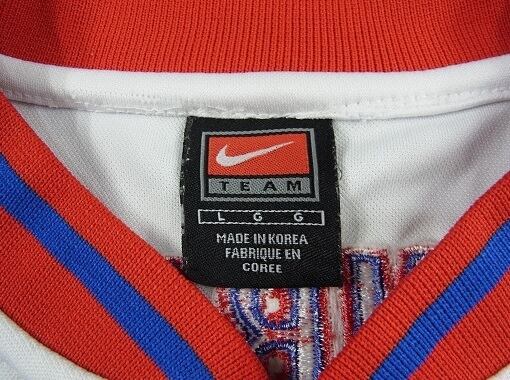 TEAM
L G G
MADE IN KOREA
FABRIQUE EN
COREE